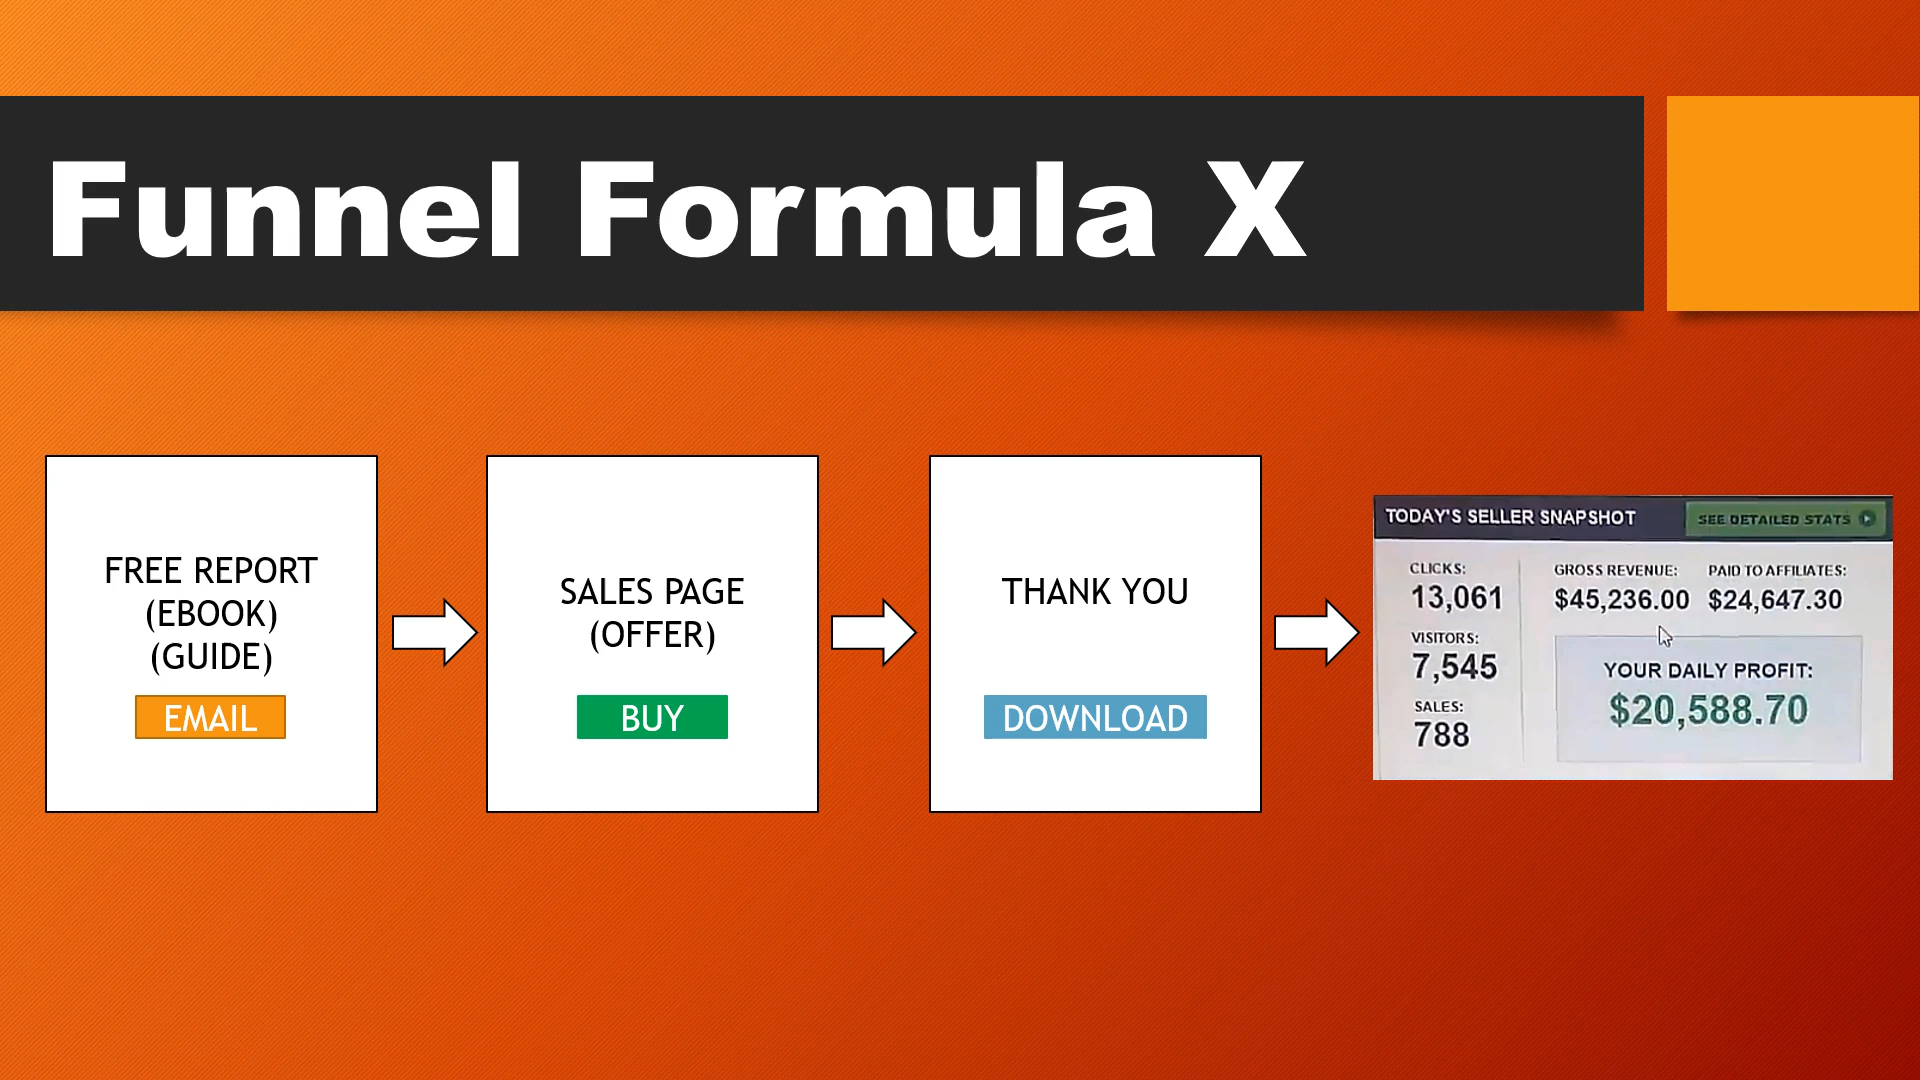 Funnel Formula X
FREE REPORT
(EBOOK)
(GUIDE)
EMAIL
SALES PAGE
(OFFER)
BUY
THANK YOU
DOWNLOAD
TODAY'S SELLER SNAPSHOT
SEE DETAILED STATS
CLICKS:
13,061
VISITORS:
7,545
SALES:
788
GROSS REVENUE:
$45,236.00
PAID TO AFFILIATES:
$24,647.30
YOUR DAILY PROFIT:
$20,588.70